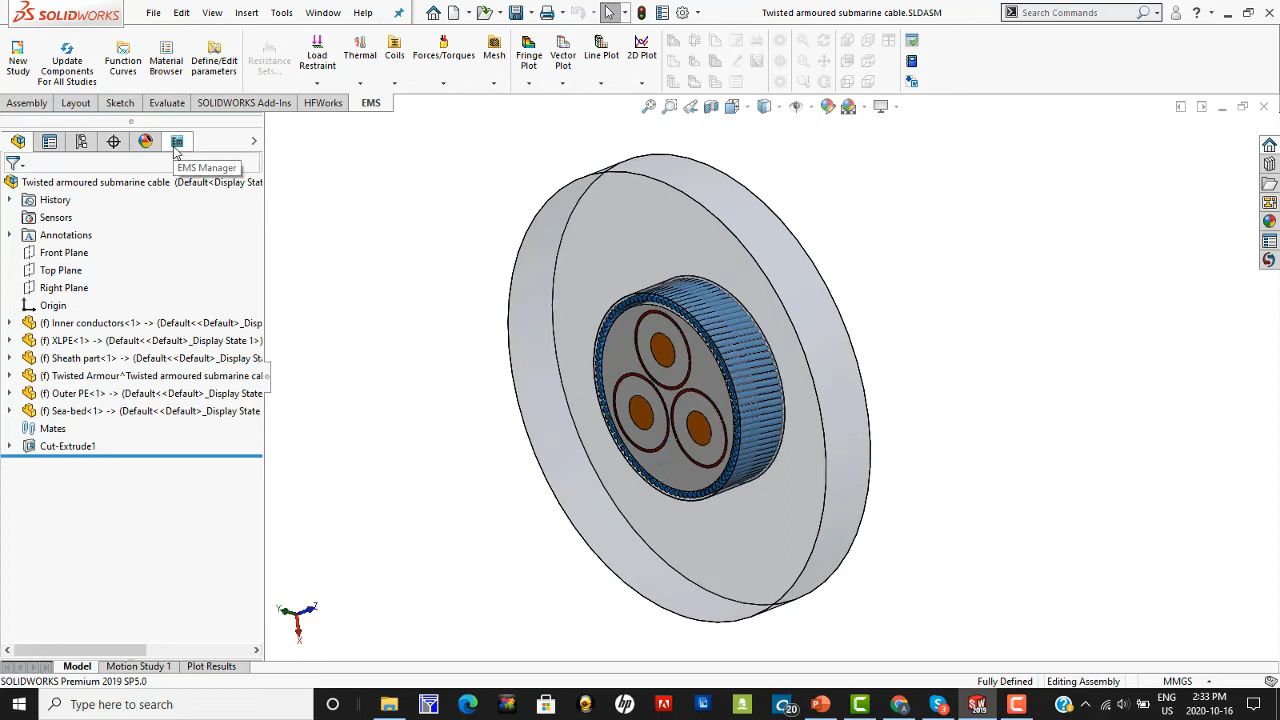 SOLIDWORKS
File
Edit
View
Insert
Tools
Window
Help
Twisted armoured submarine cable.SLDASM
Search Commands
New Study
Update Components For All Studies
Function Curves
Material Browser
Define/Edit parameters
Resistance Sets...
Load Restraint
Thermal
Coils
Forces/Torques
Mesh
Fringe Plot
Vector Plot
Line Plot
2D Plot
Assembly
Layout
Sketch
Evaluate
SOLIDWORKS Add-Ins
HFWorks
EMS
EMS Manager
Twisted armoured submarine cable (Default<Display Stat
History
Sensors
Annotations
Front Plane
Top Plane
Right Plane
Origin
(f) Inner conductors<1> -> (Default<<Default>_Disp
(f) XLPE<1> -> (Default<<Default>_Display State 1>)
(f) Sheath part<1> -> (Default<<Default>_Display St
(f) Twisted Armour^Twisted armoured submarine cal
(f) Outer PE<1> -> (Default<<Default>_Display State
(f) Sea-bed<1> -> (Default<<Default>_Display State
Mates
Cut-Extrude1
Y
Z
X
Model
Motion Study 1
Plot Results
SOLIDWORKS Premium 2019 SP5.0
Fully Defined
Editing Assembly
MMGS
Type here to search
20
ENG
US
2:33 PM
2020-10-16